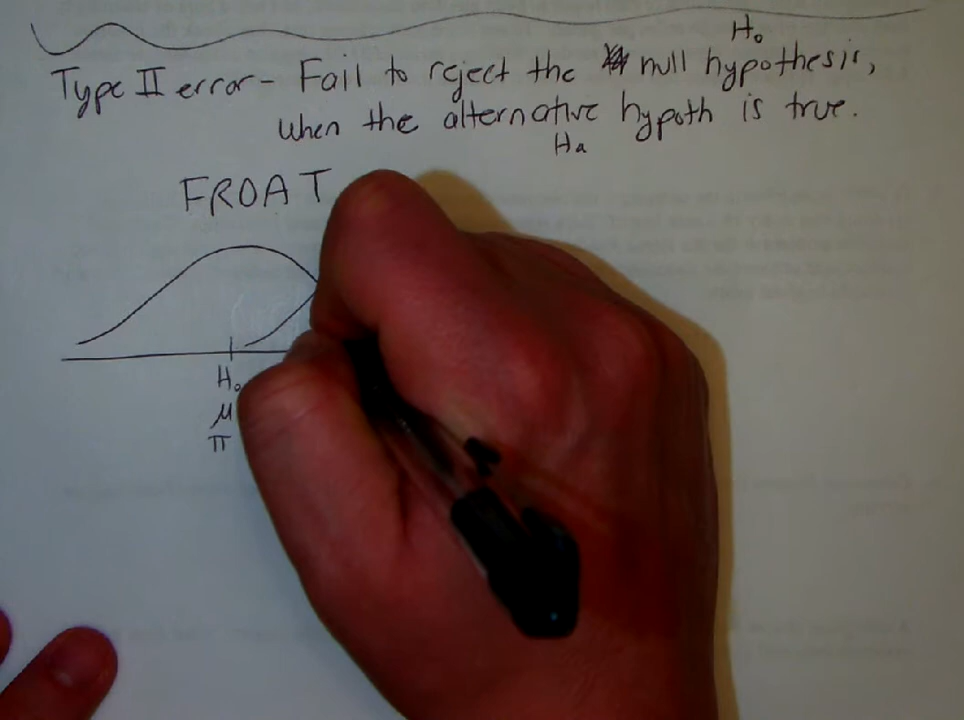 H₀
Type II error - Fail to reject the null hypothesis,
when the alternative hypoth is true.
Ha
FROAT
H₀
μ
π